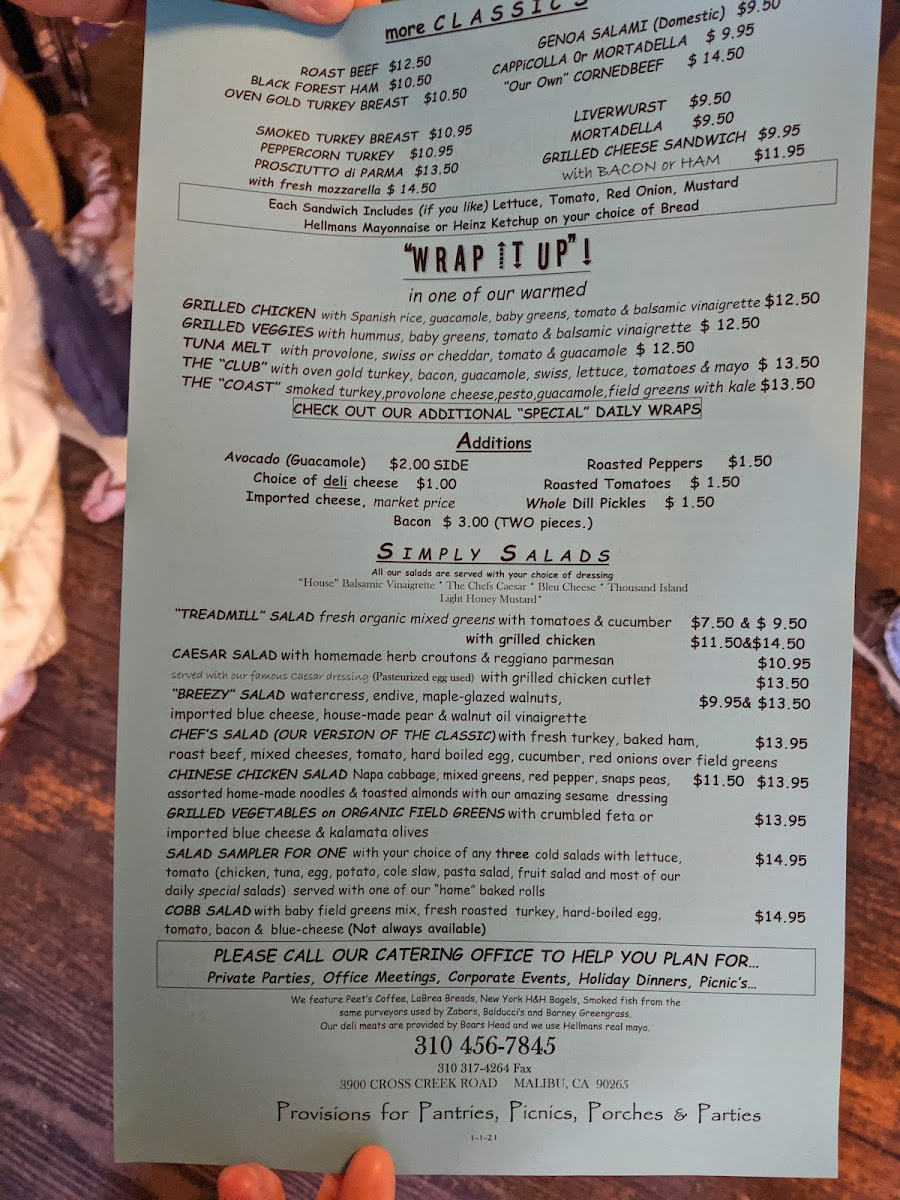 more CLASSICS
ROAST BEEF $12.50
BLACK FOREST HAM $10.50
OVEN GOLD TURKEY BREAST $10.50
SMOKED TURKEY BREAST $10.95
PEPPERCORN TURKEY $10.95
PROSCIUTTO di PARMA $13.50
with fresh mozzarella $ 14.50
GENOA SALAMI (Domestic) $9.50
CAPPiCOLLA Or MORTADELLA $ 9.95
"Our Own" CORNEDBEEF $ 14.50
LIVERWURST $9.50
MORTADELLA $9.50
GRILLED CHEESE SANDWICH $9.95
with BACON or HAM $11.95
Each Sandwich Includes (if you like) Lettuce, Tomato, Red Onion, Mustard
Hellmans Mayonnaise or Heinz Ketchup on your choice of Bread
"WRAP IT UP"!
in one of our warmed
GRILLED CHICKEN with Spanish rice, guacamole, baby greens, tomato & balsamic vinaigrette $12.50
GRILLED VEGGIES with hummus, baby greens, tomato & balsamic vinaigrette $ 12.50
TUNA MELT with provolone, swiss or cheddar, tomato & guacamole $ 12.50
THE "CLUB" with oven gold turkey, bacon, guacamole, swiss, lettuce, tomatoes & mayo $ 13.50
THE "COAST" smoked turkey,provolone cheese,pesto,guacamole,field greens with kale $13.50
CHECK OUT OUR ADDITIONAL "SPECIAL" DAILY WRAPS
Additions
Avocado (Guacamole) $2.00 SIDE
Choice of deli cheese $1.00
Imported cheese, market price
Roasted Peppers $1.50
Roasted Tomatoes $ 1.50
Whole Dill Pickles $ 1.50
Bacon $ 3.00 (TWO pieces.)
SIMPLY SALADS
All our salads are served with your choice of dressing
"House" Balsamic Vinaigrette * The Chefs Caesar * Bleu Cheese * Thousand Island
Light Honey Mustard*
"TREADMILL" SALAD fresh organic mixed greens with tomatoes & cucumber $7.50 & $ 9.50
with grilled chicken $11.50&$14.50
CAESAR SALAD with homemade herb croutons & reggiano parmesan $10.95
served with our famous Caesar dressing (Pasteurized egg used) with grilled chicken cutlet $13.50
"BREEZY" SALAD watercress, endive, maple-glazed walnuts, $9.95& $13.50
imported blue cheese, house-made pear & walnut oil vinaigrette
CHEF'S SALAD (OUR VERSION OF THE CLASSIC) with fresh turkey, baked ham, $13.95
roast beef, mixed cheeses, tomato, hard boiled egg, cucumber, red onions over field greens
CHINESE CHICKEN SALAD Napa cabbage, mixed greens, red pepper, snaps peas, $11.50 $13.95
assorted home-made noodles & toasted almonds with our amazing sesame dressing
GRILLED VEGETABLES on ORGANIC FIELD GREENS with crumbled feta or $13.95
imported blue cheese & kalamata olives
SALAD SAMPLER FOR ONE with your choice of any three cold salads with lettuce, $14.95
tomato (chicken, tuna, egg, potato, cole slaw, pasta salad, fruit salad and most of our
daily special salads) served with one of our "home" baked rolls
COBB SALAD with baby field greens mix, fresh roasted turkey, hard-boiled egg, $14.95
tomato, bacon & blue-cheese (Not always available)
PLEASE CALL OUR CATERING OFFICE TO HELP YOU PLAN FOR...
Private Parties, Office Meetings, Corporate Events, Holiday Dinners, Picnic's...
We feature Peet's Coffee, LaBrea Breads, New York H&H Bagels, Smoked fish from the
same purveyors used by Zabars, Balducci's and Barney Greengrass.
Our deli meats are provided by Boars Head and we use Hellmans real mayo.
310 456-7845
310 317-4264 Fax
3900 CROSS CREEK ROAD MALIBU, CA 90265
Provisions for Pantries, Picnics, Porches & Parties
1-1-21